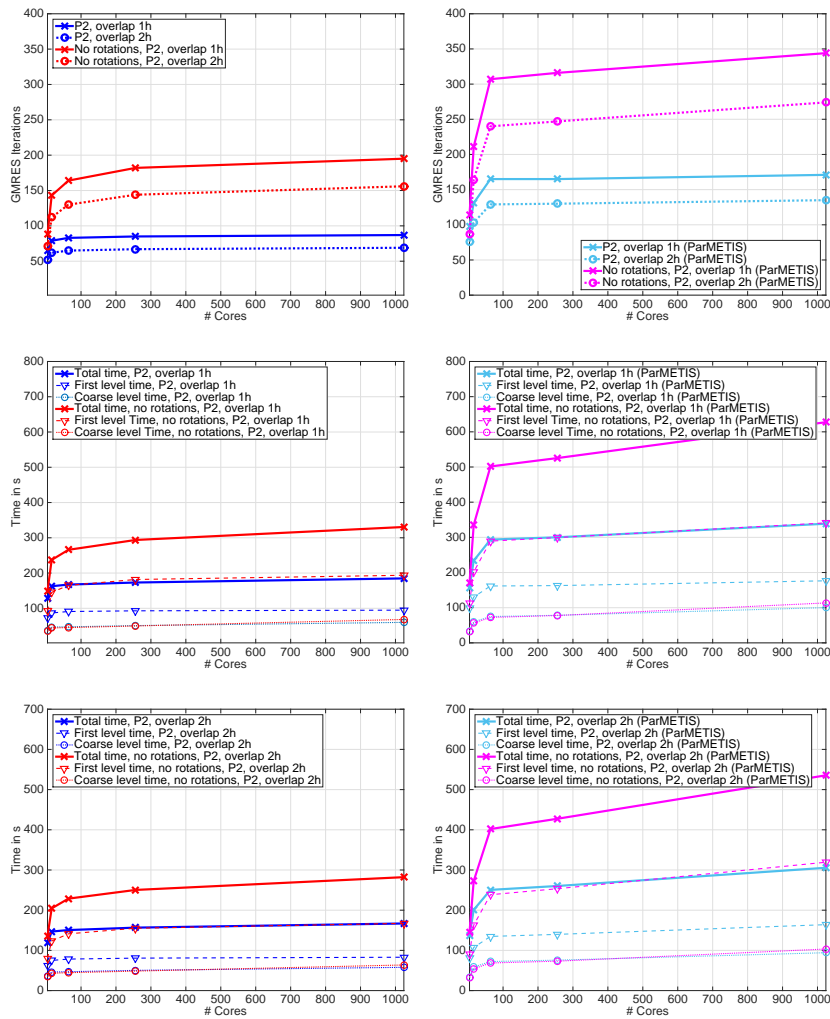 400
350
300
250
200
150
100
50
GMRES Iterations
P2, overlap 1h
P2, overlap 2h
No rotations, P2, overlap 1h
No rotations, P2, overlap 2h
100 200 300 400 500 600 700 800 900 1000
# Cores
400
350
300
250
200
150
100
50
0
GMRES Iterations
P2, overlap 1h (ParMETIS)
P2, overlap 2h (ParMETIS)
No rotations, P2, overlap 1h (ParMETIS)
No rotations, P2, overlap 2h (ParMETIS)
100 200 300 400 500 600 700 800 900 1000
# Cores
800
700
600
500
400
300
200
100
Time in s
Total time, P2, overlap 1h
First level time, P2, overlap 1h
Coarse level time, P2, overlap 1h
Total time, no rotations, P2, overlap 1h
First level Time, no rotations, P2, overlap 1h
Coarse level Time, no rotations, P2, overlap 1h
100 200 300 400 500 600 700 800 900 1000
# Cores
800
700
600
500
400
300
200
100
0
Time in s
Total time, P2, overlap 1h (ParMETIS)
First level time, P2, overlap 1h (ParMETIS)
Coarse level time, P2, overlap 1h (ParMETIS)
Total time, no rotations, P2, overlap 1h (ParMETIS)
First level Time, no rotations, P2, overlap 1h (ParMETIS)
Coarse level Time, no rotations, P2, overlap 1h (ParMETIS)
100 200 300 400 500 600 700 800 900 1000
# Cores
700
600
500
400
300
200
100
0
Time in s
Total time, P2, overlap 2h
First level time, P2, overlap 2h
Coarse level time, P2, overlap 2h
Total time, no rotations, P2, overlap 2h
First level time, no rotations, P2, overlap 2h
Coarse level time, no rotations, P2, overlap 2h
100 200 300 400 500 600 700 800 900 1000
# Cores
700
600
500
400
300
200
100
0
Time in s
Total time, P2, overlap 2h (ParMETIS)
First level time, P2, overlap 2h (ParMETIS)
Coarse level time, P2, overlap 2h (ParMETIS)
Total time, no rotations, P2, overlap 2h (ParMETIS)
First level time, no rotations, P2, overlap 2h (ParMETIS)
Coarse level time, no rotations, P2, overlap 2h (ParMETIS)
100 200 300 400 500 600 700 800 900 1000
# Cores